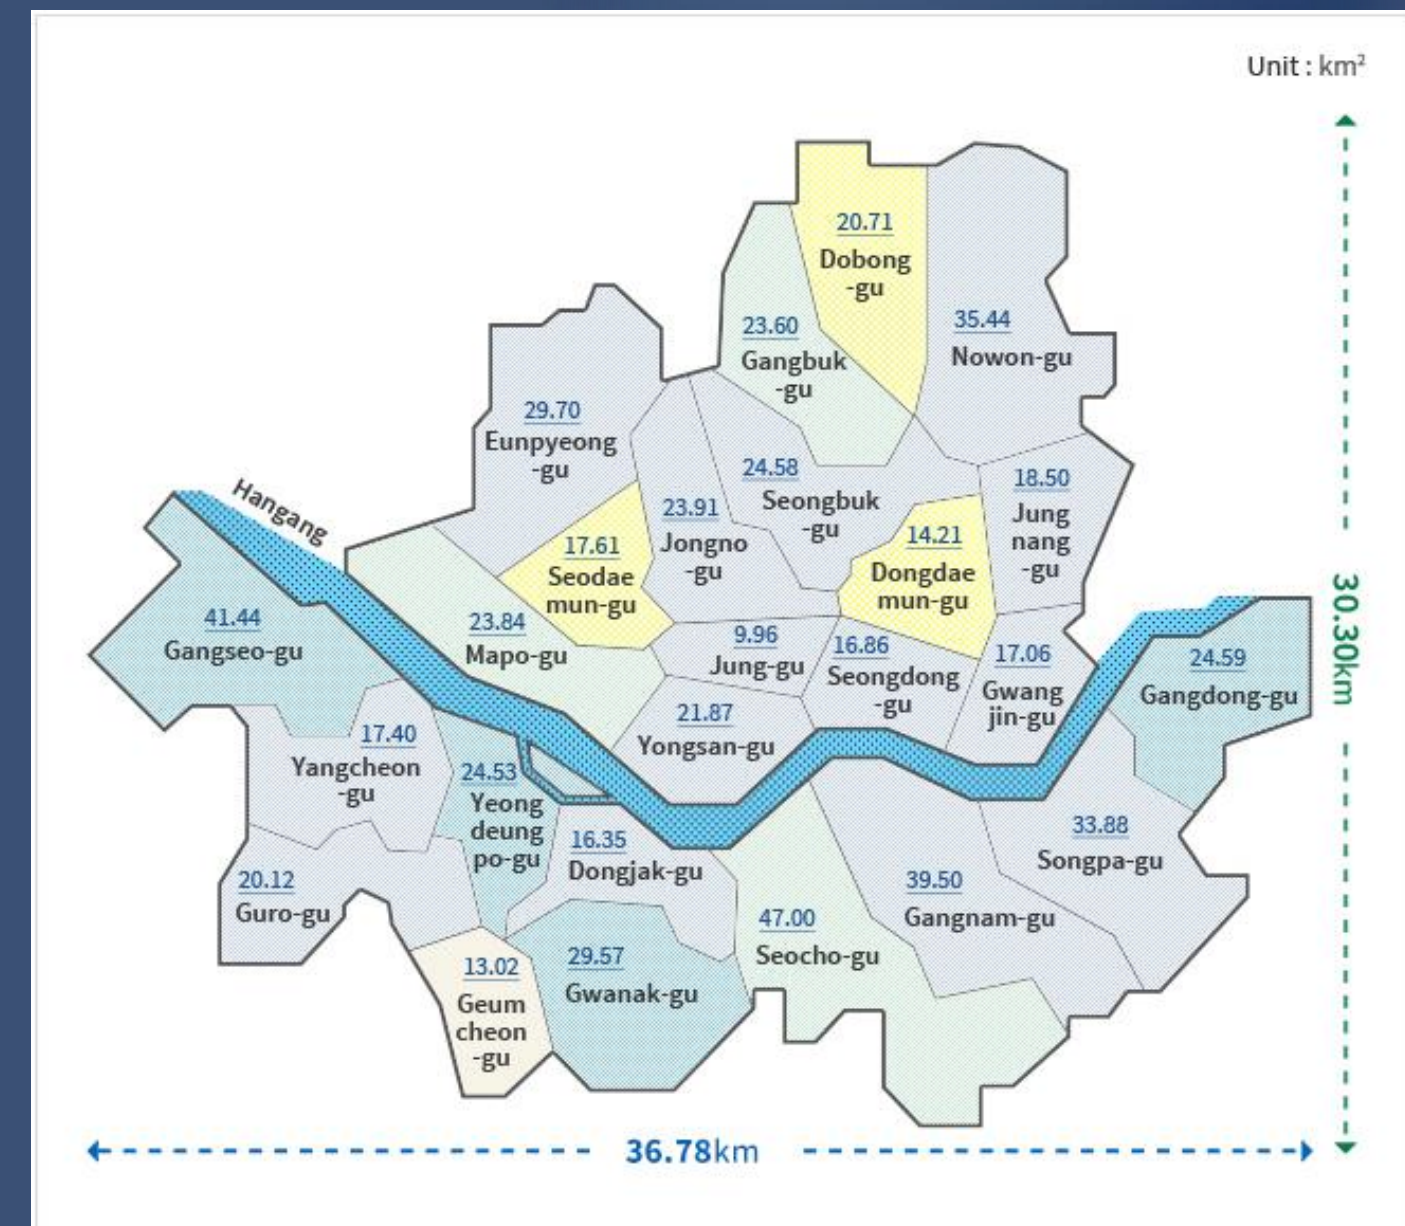 Unit : km²
20.71
Dobong
-gu
23.60
Gangbuk
-gu
35.44
Nowon-gu
29.70
Eunpyeong
-gu
24.58
Seongbuk
-gu
18.50
Jung
nang
-gu
Hangang
23.91
Jongno
-gu
17.61
Seodae
mun-gu
14.21
Dongdae
mun-gu
41.44
Gangseo-gu
23.84
Mapo-gu
9.96
Jung-gu
16.86
Seongdong
-gu
17.06
Gwang
jin-gu
24.59
Gangdong-gu
30.30km
21.87
Yongsan-gu
17.40
Yangcheon
-gu
24.53
Yeong
deung
po-gu
16.35
Dongjak-gu
33.88
Songpa-gu
20.12
Guro-gu
39.50
Gangnam-gu
47.00
Seocho-gu
13.02
Geum
cheon
-gu
29.57
Gwanak-gu
36.78km